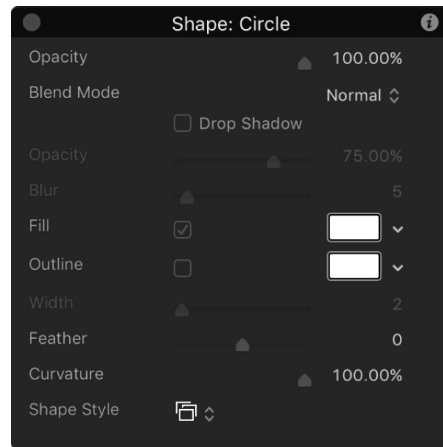 Shape: Circle
Opacity 100.00%
Blend Mode Normal
Drop Shadow
Opacity 75.00%
Blur 5
Fill
Outline
Width 2
Feather 0
Curvature 100.00%
Shape Style